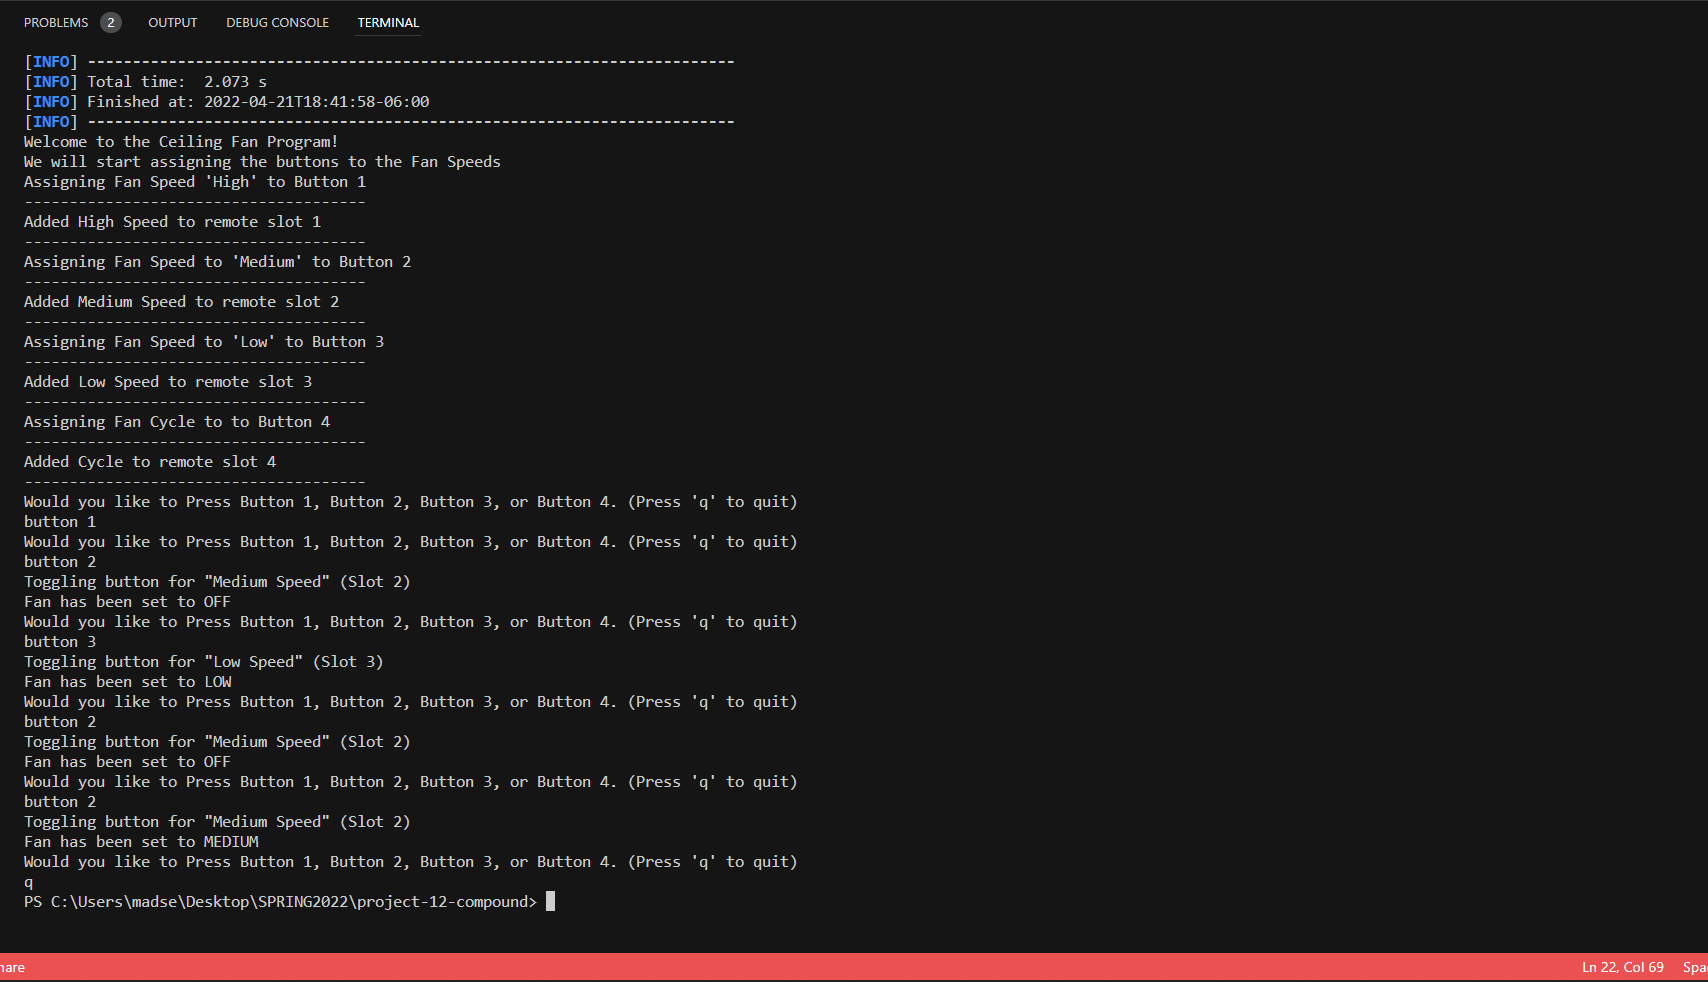 PROBLEMS 2 OUTPUT DEBUG CONSOLE TERMINAL
[INFO] ------------------------------------------------------------------------
[INFO] Total time:  2.073 s
[INFO] Finished at: 2022-04-21T18:41:58-06:00
[INFO] ------------------------------------------------------------------------
Welcome to the Ceiling Fan Program!
We will start assigning the buttons to the Fan Speeds
Assigning Fan Speed 'High' to Button 1
--------------------------------------
Added High Speed to remote slot 1
--------------------------------------
Assigning Fan Speed to 'Medium' to Button 2
--------------------------------------
Added Medium Speed to remote slot 2
--------------------------------------
Assigning Fan Speed to 'Low' to Button 3
--------------------------------------
Added Low Speed to remote slot 3
--------------------------------------
Assigning Fan Cycle to to Button 4
--------------------------------------
Added Cycle to remote slot 4
--------------------------------------
Would you like to Press Button 1, Button 2, Button 3, or Button 4. (Press 'q' to quit)
button 1
Would you like to Press Button 1, Button 2, Button 3, or Button 4. (Press 'q' to quit)
button 2
Toggling button for "Medium Speed" (Slot 2)
Fan has been set to OFF
Would you like to Press Button 1, Button 2, Button 3, or Button 4. (Press 'q' to quit)
button 3
Toggling button for "Low Speed" (Slot 3)
Fan has been set to LOW
Would you like to Press Button 1, Button 2, Button 3, or Button 4. (Press 'q' to quit)
button 2
Toggling button for "Medium Speed" (Slot 2)
Fan has been set to OFF
Would you like to Press Button 1, Button 2, Button 3, or Button 4. (Press 'q' to quit)
button 2
Toggling button for "Medium Speed" (Slot 2)
Fan has been set to MEDIUM
Would you like to Press Button 1, Button 2, Button 3, or Button 4. (Press 'q' to quit)
q
PS C:\Users\madse\Desktop\SPRING2022\project-12-compound>
hare Ln 22, Col 69 Spa